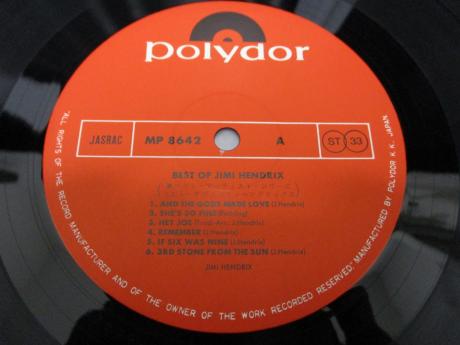 polydor
JASRAC MP 8642 A ST 33
BEST OF JIMI HENDRIX
1. AND THE GODS MADE LOVE (J.Hendrix)
2. SHE'S SO FINE (Redding)
3. HEY JOE
4. REMEMBER (J.Hendrix)
5. IF SIX WAS NINE (J.Hendrix)
6. 3RD STONE FROM THE SUN (J.Hendrix)
JIMI HENDRIX
"ALL RIGHTS OF THE RECORD MANUFACTURER AND OF THE OWNER OF THE WORK RECORDED RESERVED" MANUFACTURED BY POLYDOR K.K. JAPAN